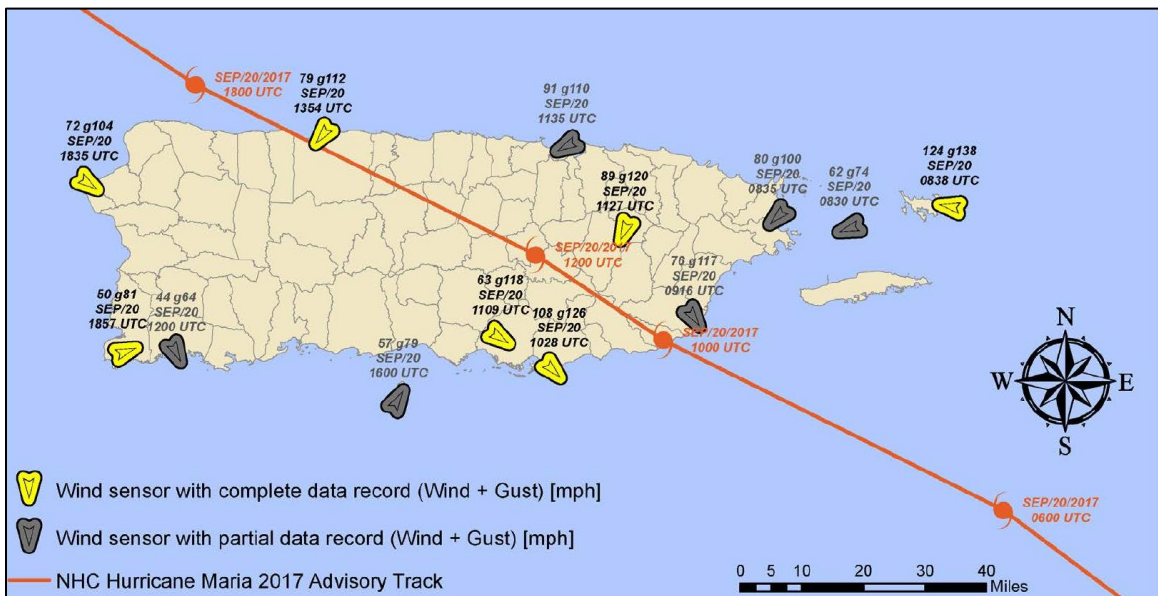 SEP/20/2017
1800 UTC
79 g112
SEP/20
1354 UTC
91 g110
SEP/20
1135 UTC
72 g104
SEP/20
1835 UTC
80 g100
SEP/20
0835 UTC
62 g74
SEP/20
0830 UTC
124 g138
SEP/20
0838 UTC
89 g120
SEP/20
1127 UTC
SEP/20/2017
1200 UTC
76 g117
SEP/20
0916 UTC
50 g81
SEP/20
1857 UTC
44 g64
SEP/20
1200 UTC
63 g118
SEP/20
1109 UTC
108 g126
SEP/20
1028 UTC
57 g79
SEP/20
1600 UTC
SEP/20/2017
1000 UTC
N
W
E
S
SEP/20/2017
0600 UTC
Wind sensor with complete data record (Wind + Gust) [mph]
Wind sensor with partial data record (Wind + Gust) [mph]
NHC Hurricane Maria 2017 Advisory Track
0 5 10 20 30 40
Miles